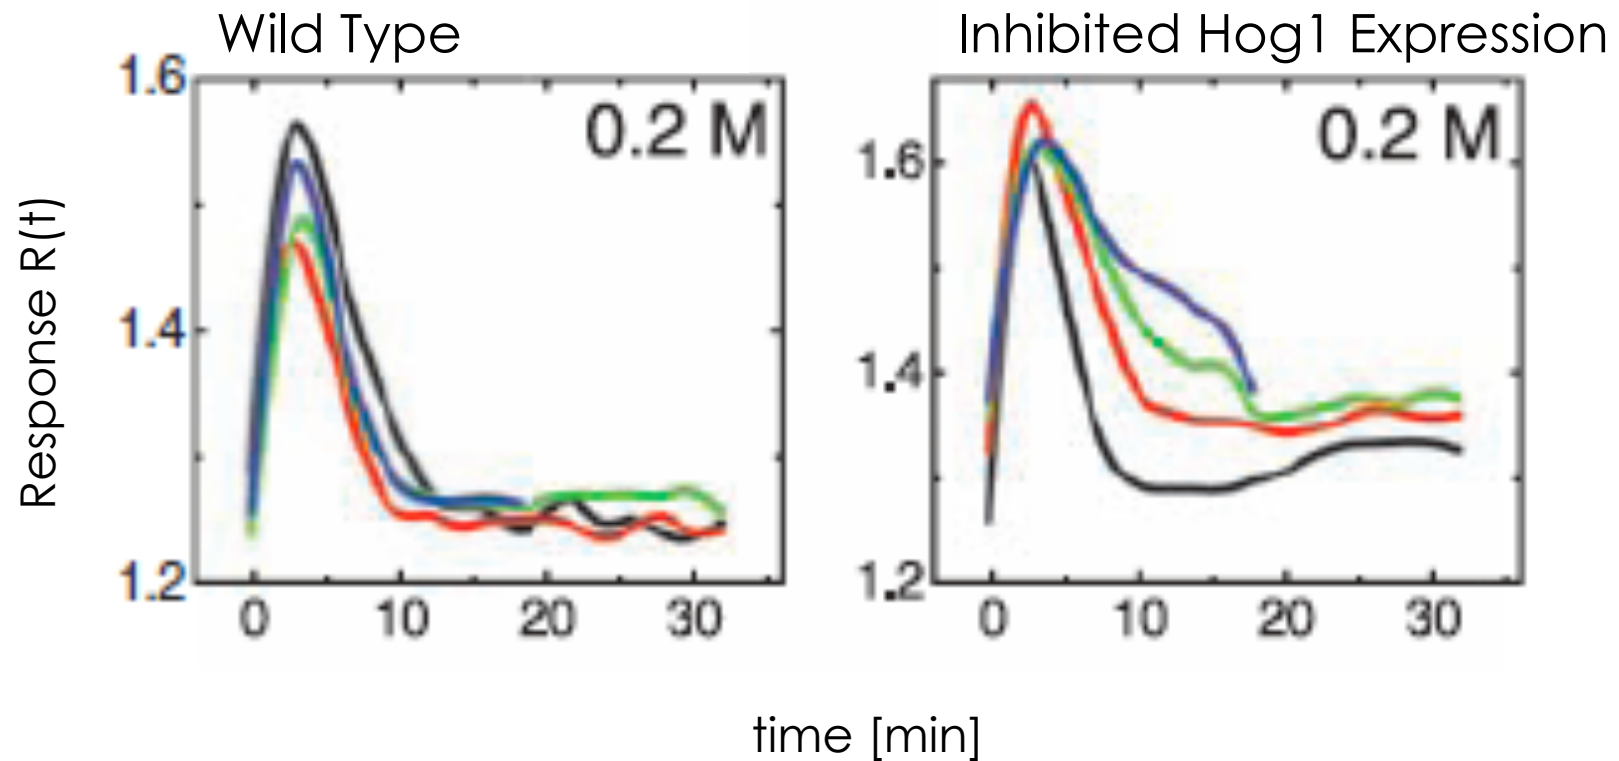 Wild Type
Inhibited Hog1 Expression
1.6
0.2 M
1.4
1.2
0 10 20 30
0.2 M
1.6
1.4
1.2
0 10 20 30
Response R(t)
time [min]